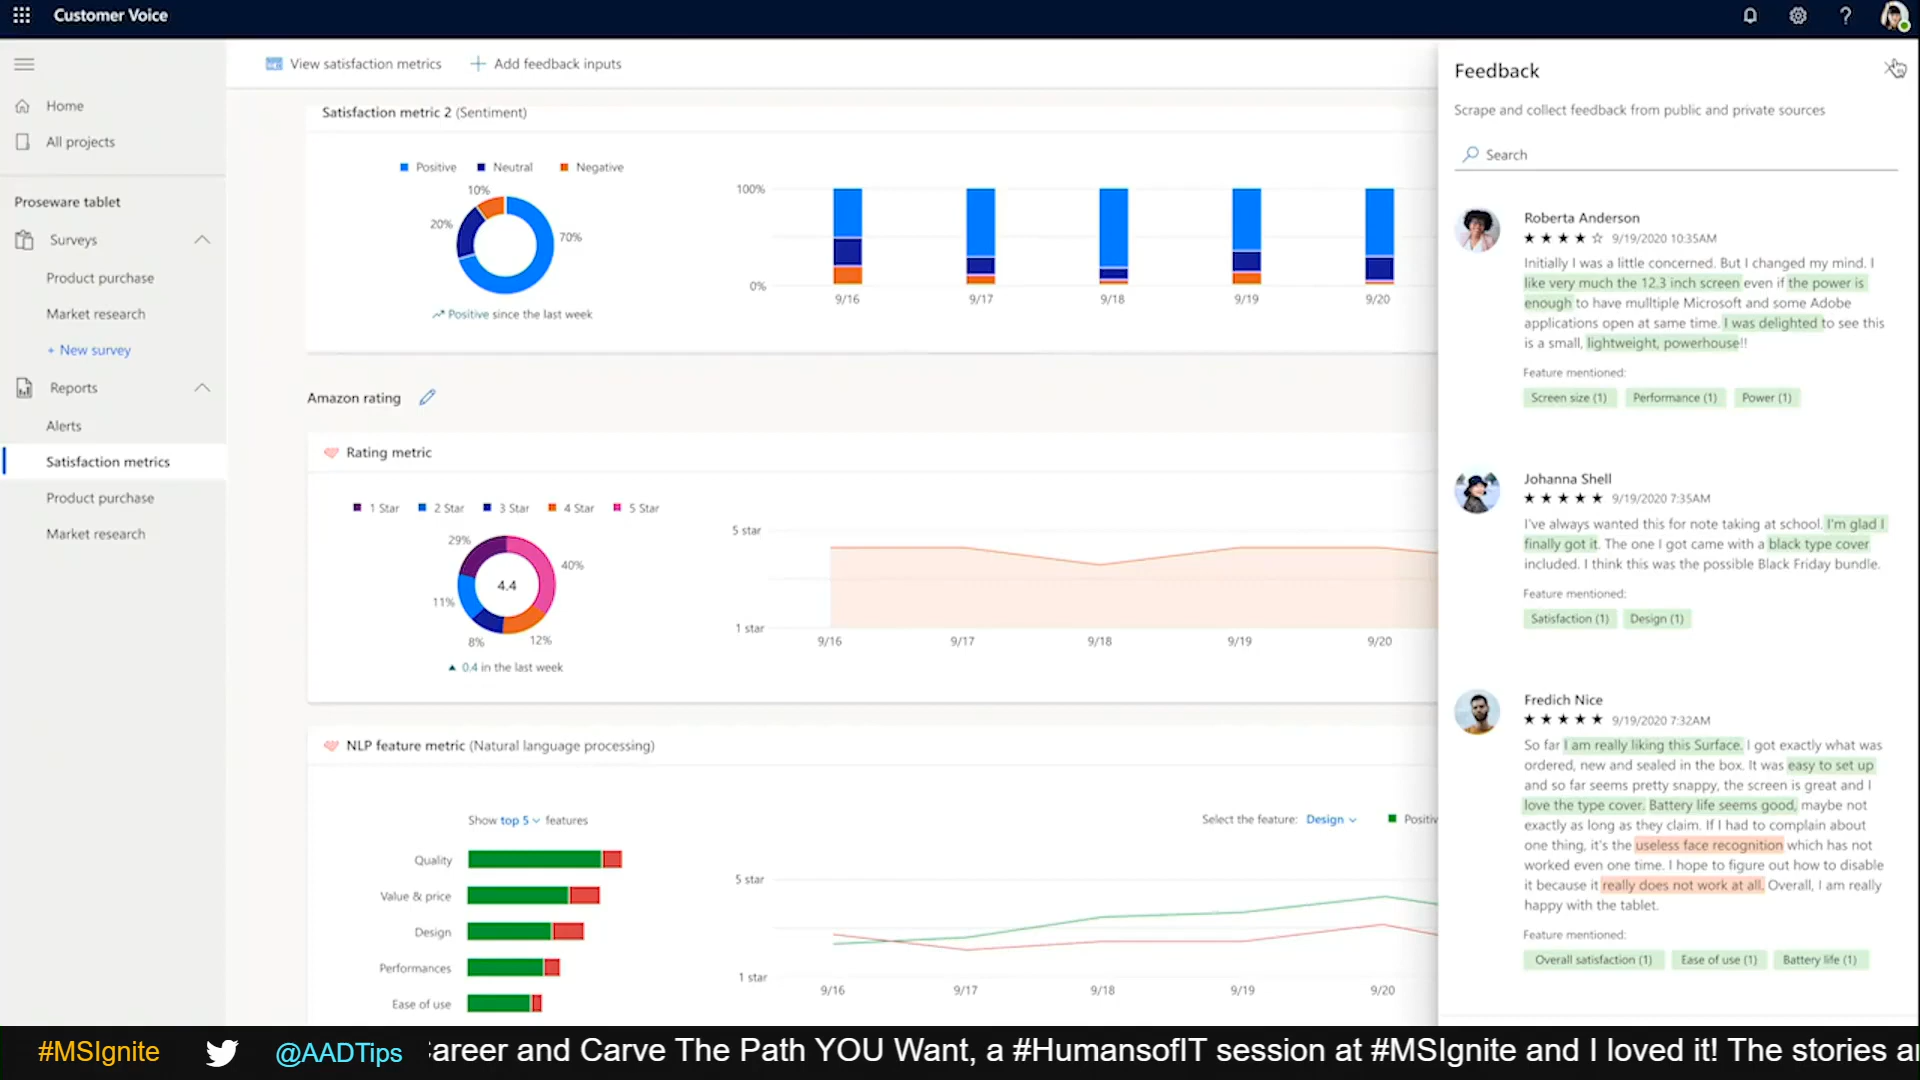 Customer Voice
?
View satisfaction metrics
Add feedback inputs
Home
All projects
Proseware tablet
Surveys
Product purchase
Market research
+ New survey
Reports
Alerts
Satisfaction metrics
Product purchase
Market research
Satisfaction metric 2 (Sentiment)
Positive Neutral Negative
10%
20%
70%
Positive since the last week
100%
0%
9/16 9/17 9/18 9/19 9/20
Amazon rating
Rating metric
1 Star 2 Star 3 Star 4 Star 5 Star
29%
40%
4.4
11%
8%
12%
0.4 in the last week
5 star
1 star
9/16 9/17 9/18 9/19 9/20
NLP feature metric (Natural language processing)
Show top 5 features
Quality
Value & price
Design
Performances
Ease of use
Select the feature: Design
Positiv
5 star
1 star
9/16 9/17 9/18 9/19 9/20
Feedback
Scrape and collect feedback from public and private sources
Search
Roberta Anderson
★ ★ ★ ★ ☆ 9/19/2020 10:35AM
Initially I was a little concerned. But I changed my mind. I
like very much the 12.3 inch screen even if the power is
enough to have mulltiple Microsoft and some Adobe
applications open at same time. I was delighted to see this
is a small, lightweight, powerhouse!!
Feature mentioned:
Screen size (1) Performance (1) Power (1)
Johanna Shell
★ ★ ★ ★ ★ 9/19/2020 7:35AM
I've always wanted this for note taking at school. I'm glad I
finally got it. The one I got came with a black type cover
included. I think this was the possible Black Friday bundle.
Feature mentioned:
Satisfaction (1) Design (1)
Fredich Nice
★ ★ ★ ★ ★ 9/19/2020 7:32AM
So far I am really liking this Surface. I got exactly what was
ordered, new and sealed in the box. It was easy to set up
and so far seems pretty snappy, the screen is great and I
love the type cover. Battery life seems good, maybe not
exactly as long as they claim. If I had to complain about
one thing, it's the useless face recognition which has not
worked even one time. I hope to figure out how to disable
it because it really does not work at all. Overall, I am really
happy with the tablet.
Feature mentioned:
Overall satisfaction (1) Ease of use (1) Battery life (1)
#MSIgnite @AADTips areer and Carve The Path YOU Want, a #HumansofIT session at #MSIgnite and I loved it! The stories a